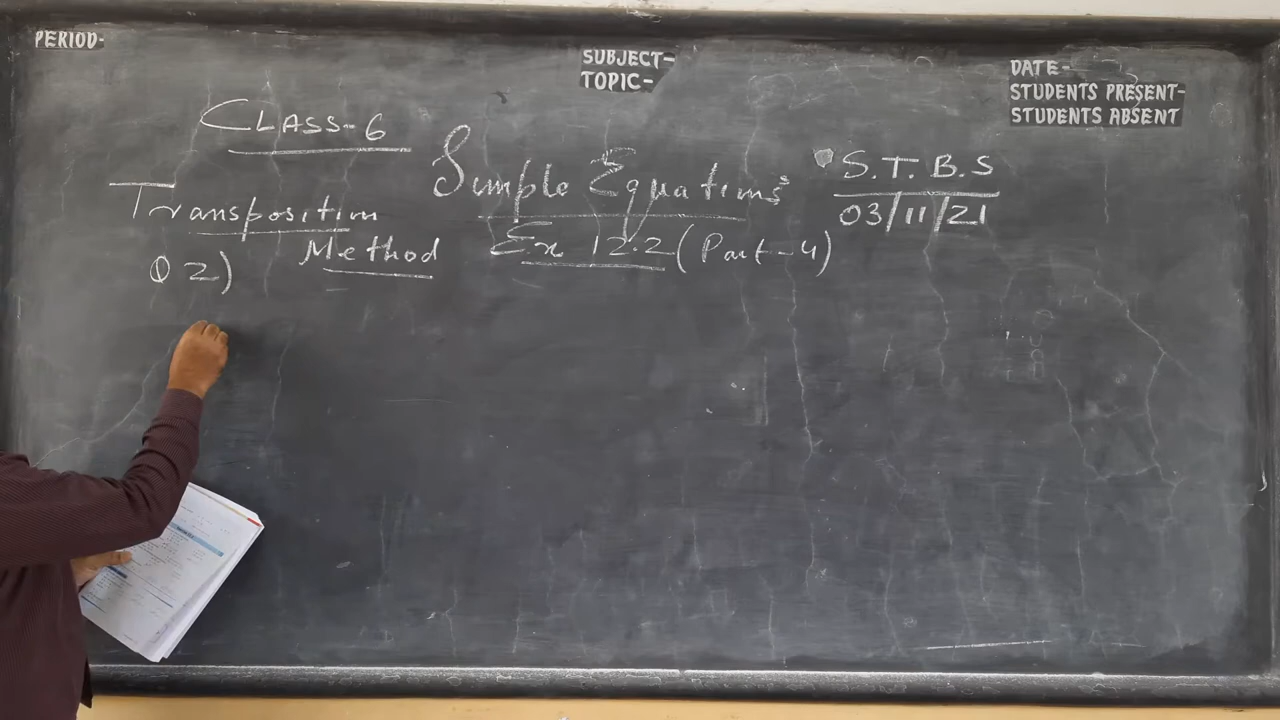 PERIOD-
SUBJECT-
TOPIC-
DATE-
STUDENTS PRESENT-
STUDENTS ABSENT
CLASS-6
Simple Equations
S.T.B.S
03/11/21
Transposition
Method
Ex 12.2 (Part-4)
Q2)